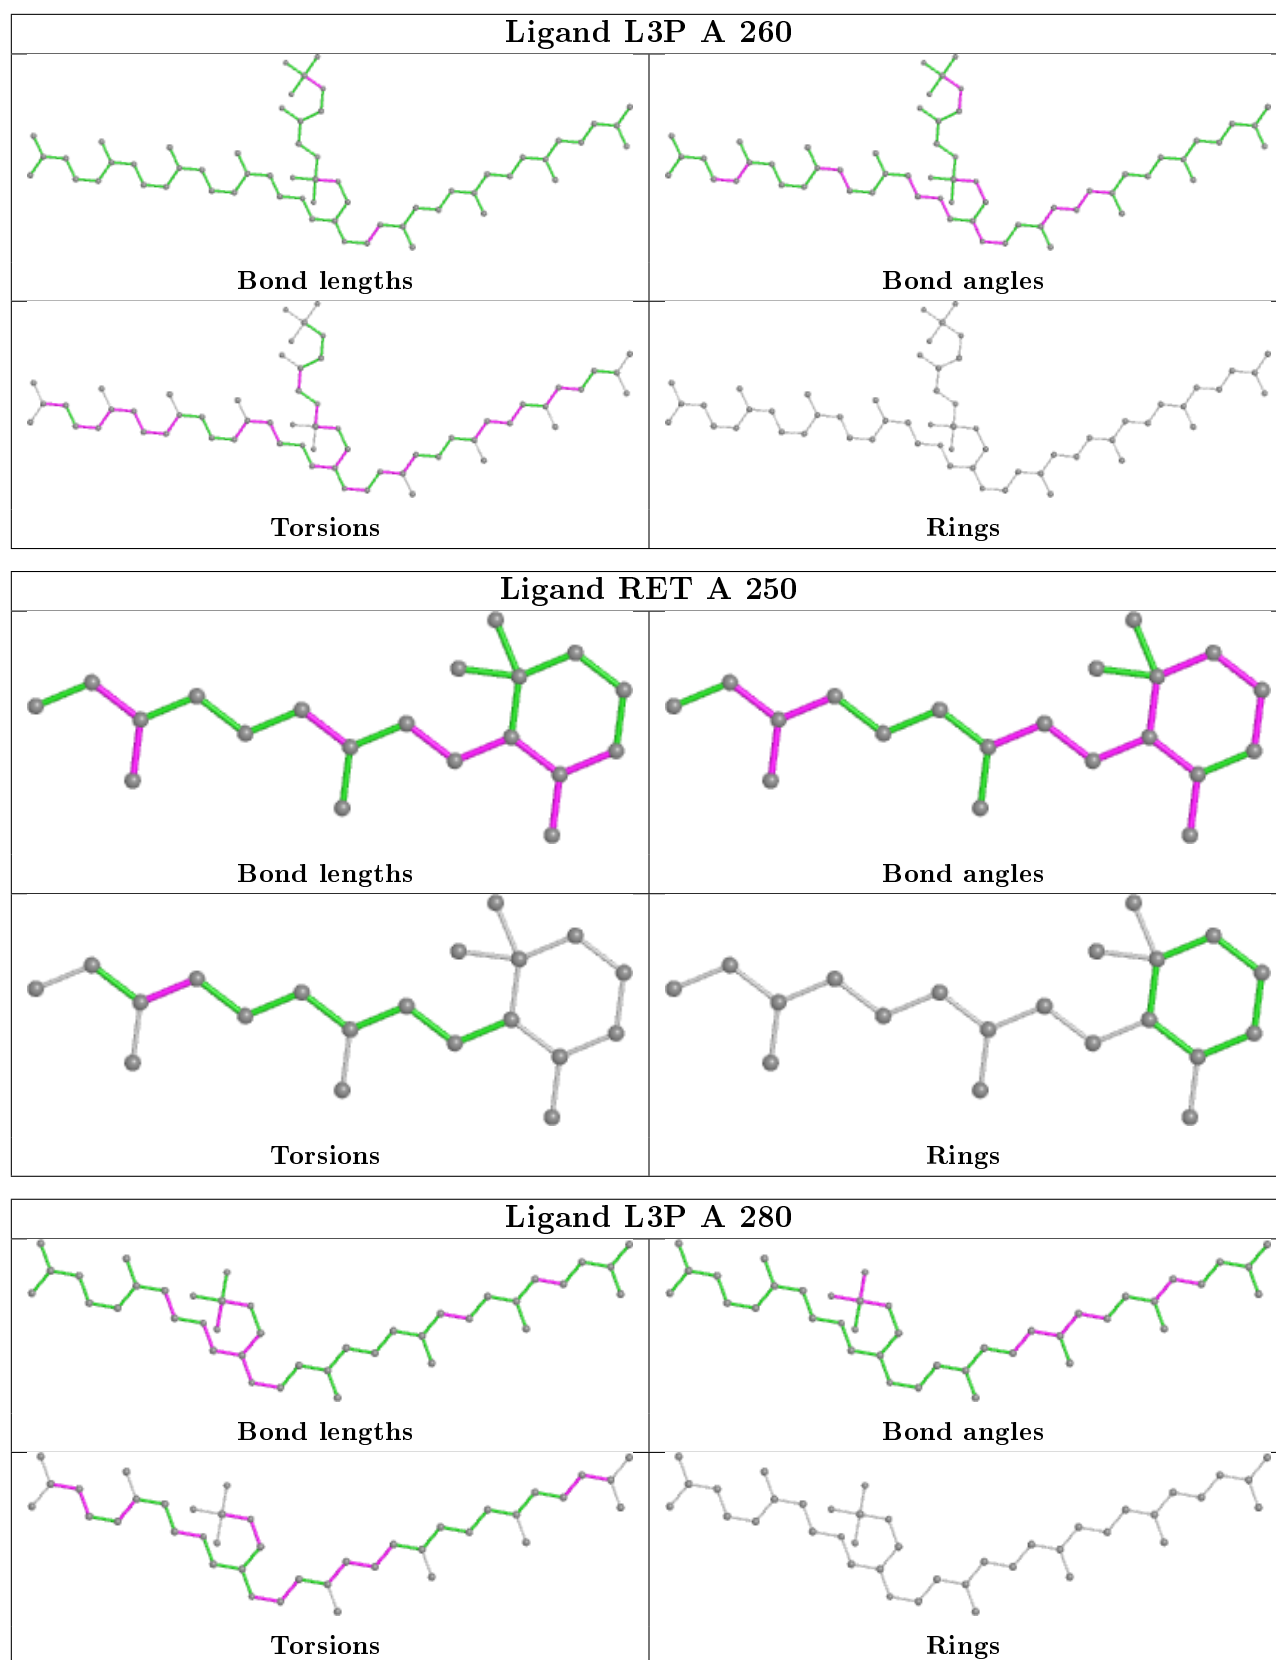 Ligand L3P A 260
Bond lengths
Bond angles
Torsions
Rings
Ligand RET A 250
Bond lengths
Bond angles
Torsions
Rings
Ligand L3P A 280
Bond lengths
Bond angles
Torsions
Rings